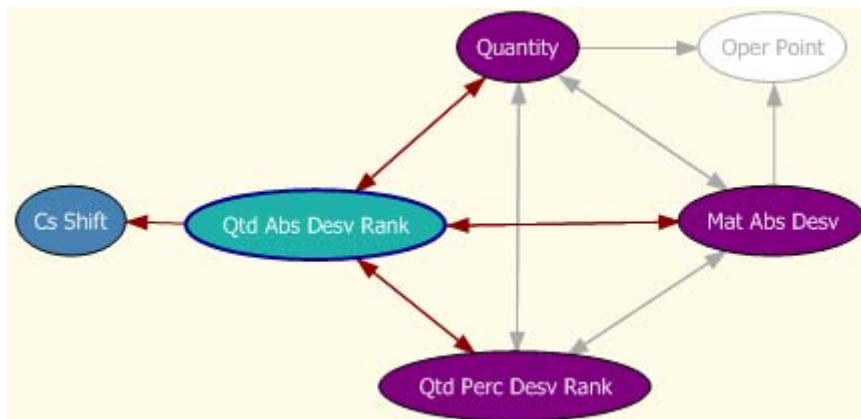 Quantity
Oper Point
Cs Shift
Qtd Abs Desv Rank
Mat Abs Desv
Qtd Perc Desv Rank